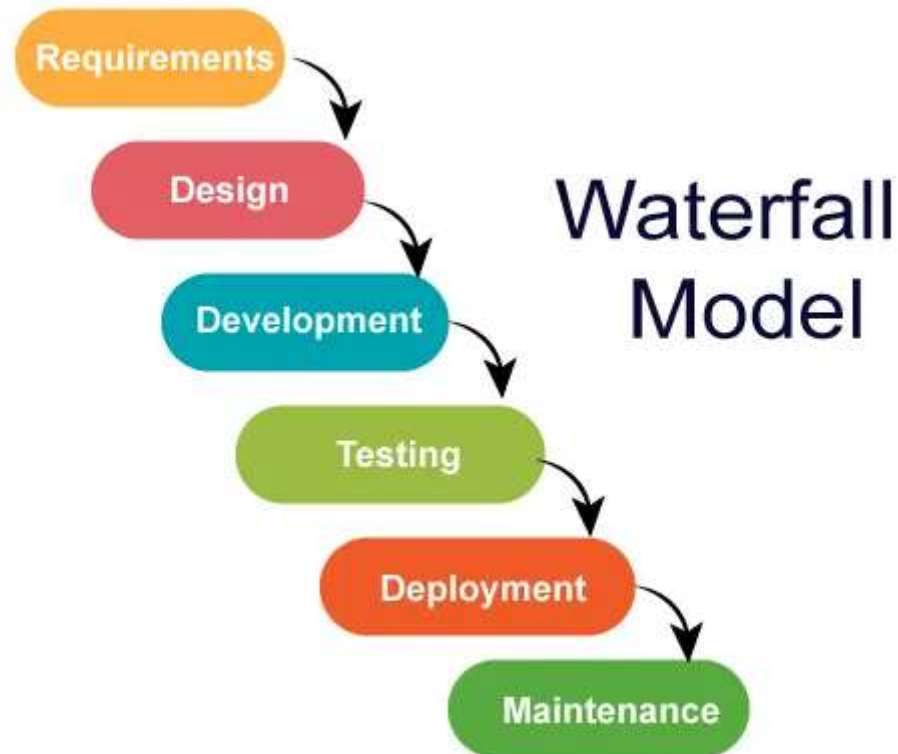 Requirements
Design
Waterfall
Model
Development
Testing
Deployment
Maintenance